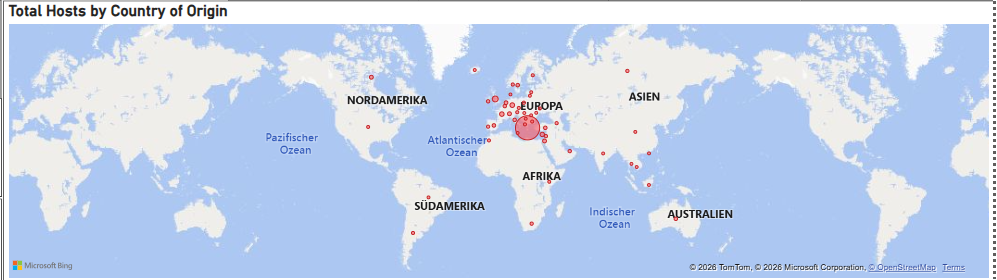 Total Hosts by Country of Origin
NORDAMERIKA
EUROPA
ASIEN
Pazifischer
Ozean
Atlantischer
Ozean
AFRIKA
SÜDAMERIKA
Indischer
Ozean
AUSTRALIEN
Microsoft Bing
© 2026 TomTom, © 2026 Microsoft Corporation, © OpenStreetMap Terms